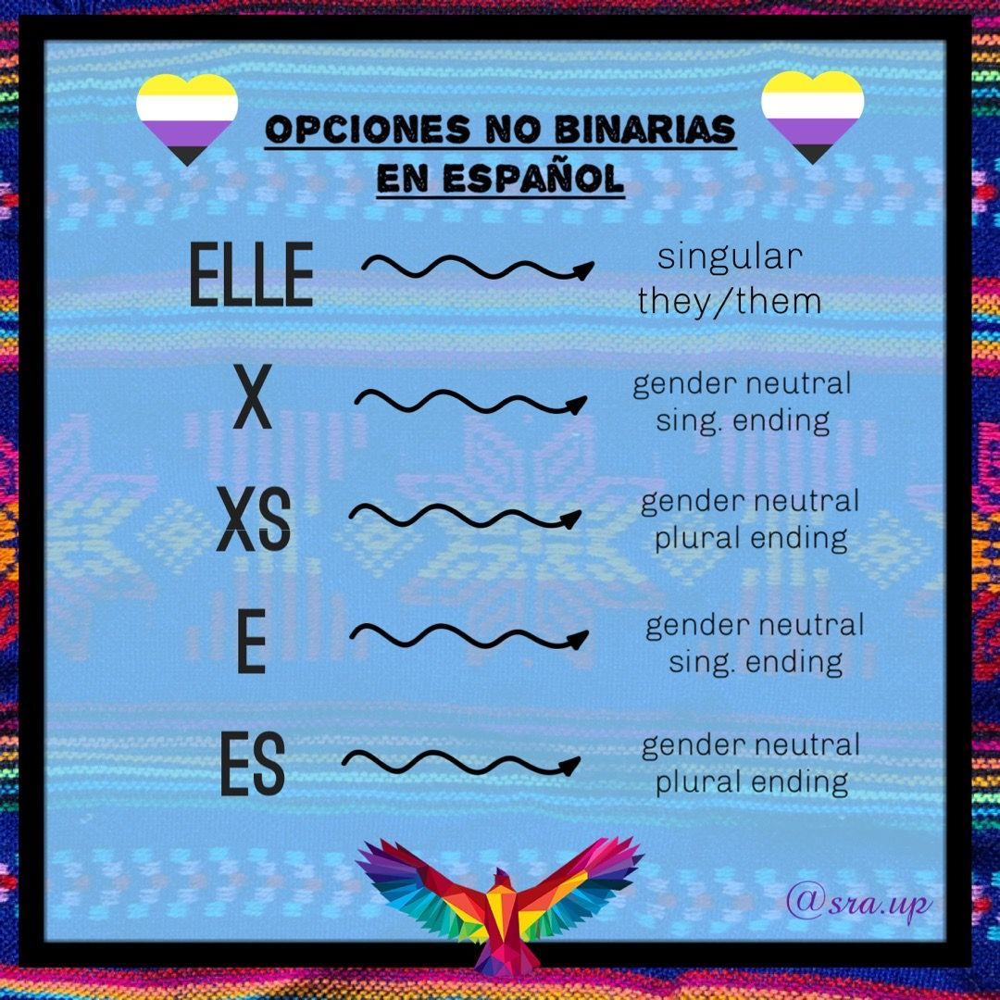 OPCIONES NO BINARIAS
EN ESPAÑOL
ELLE
singular
they/them
X
gender neutral
sing. ending
XS
gender neutral
plural ending
E
gender neutral
sing. ending
ES
gender neutral
plural ending
@sra.up